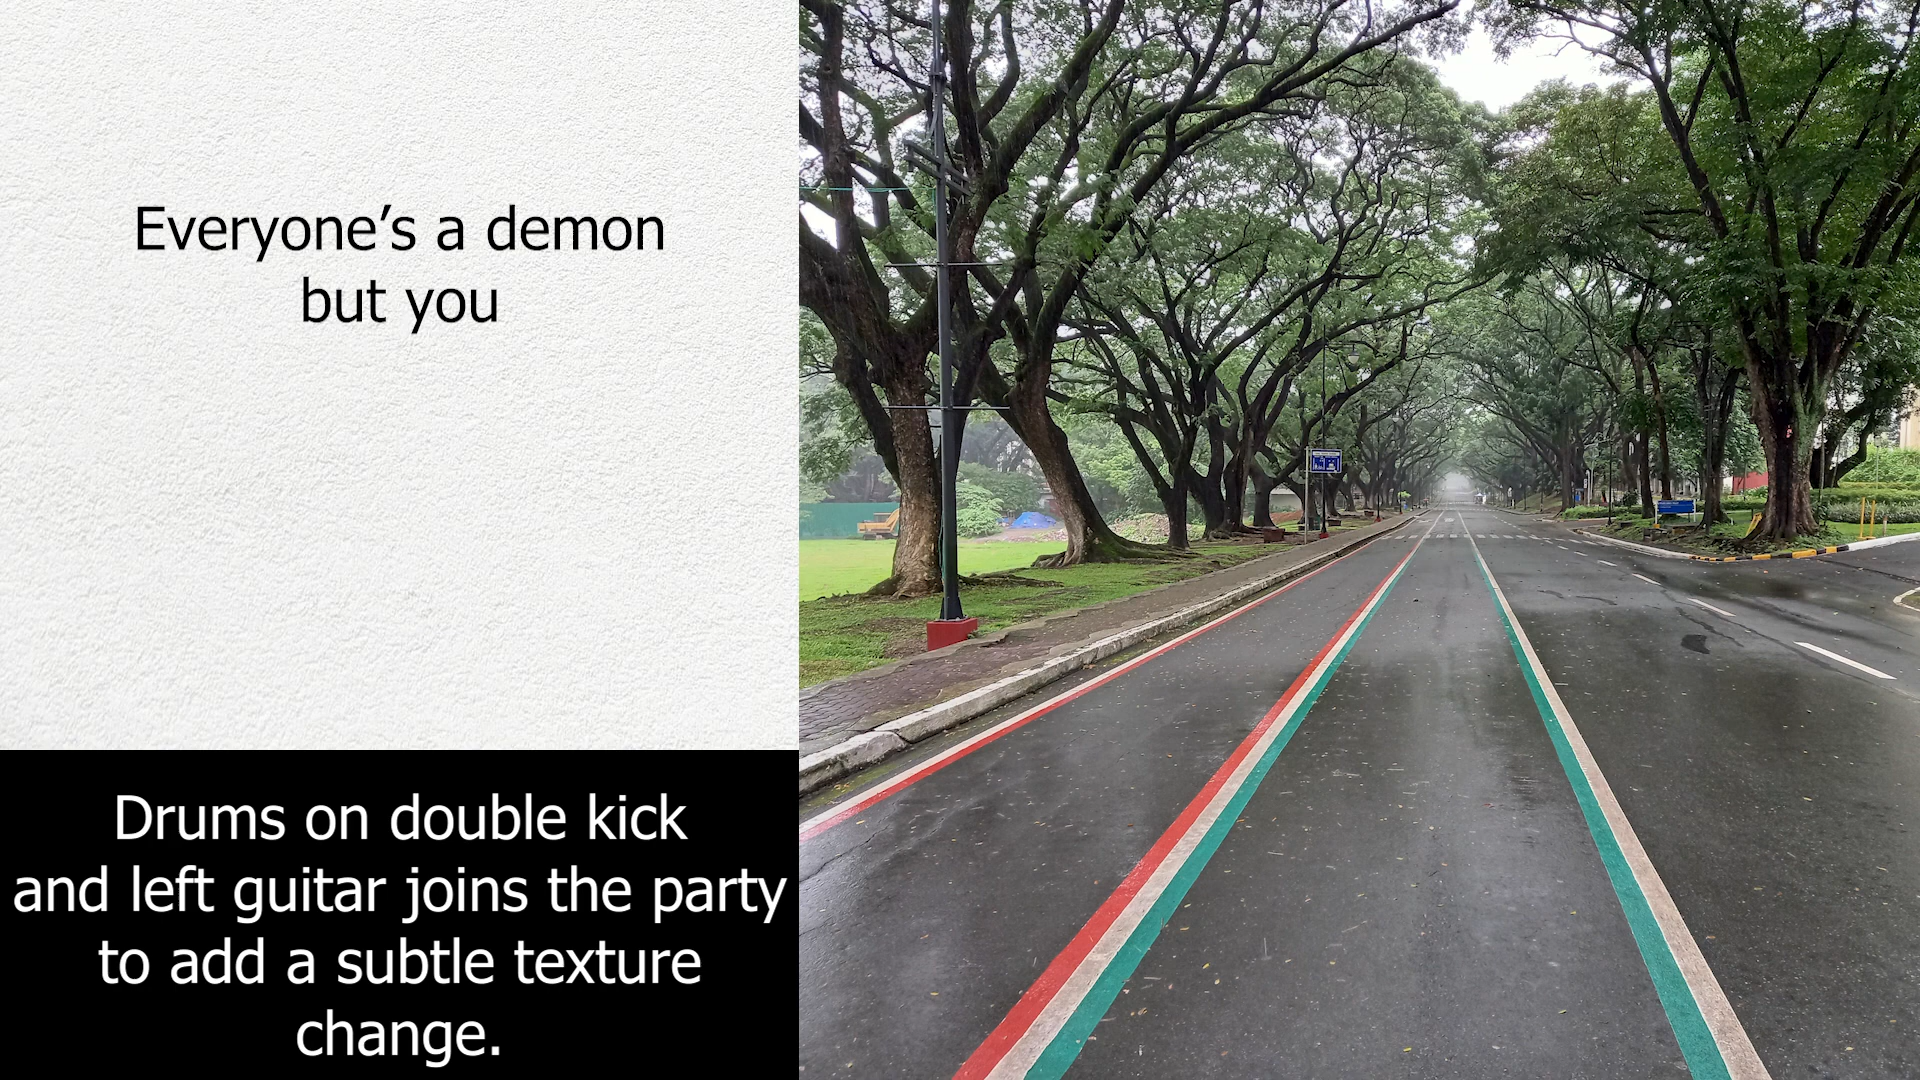 Everyone’s a demon
but you
Drums on double kick
and left guitar joins the party
to add a subtle texture
change.